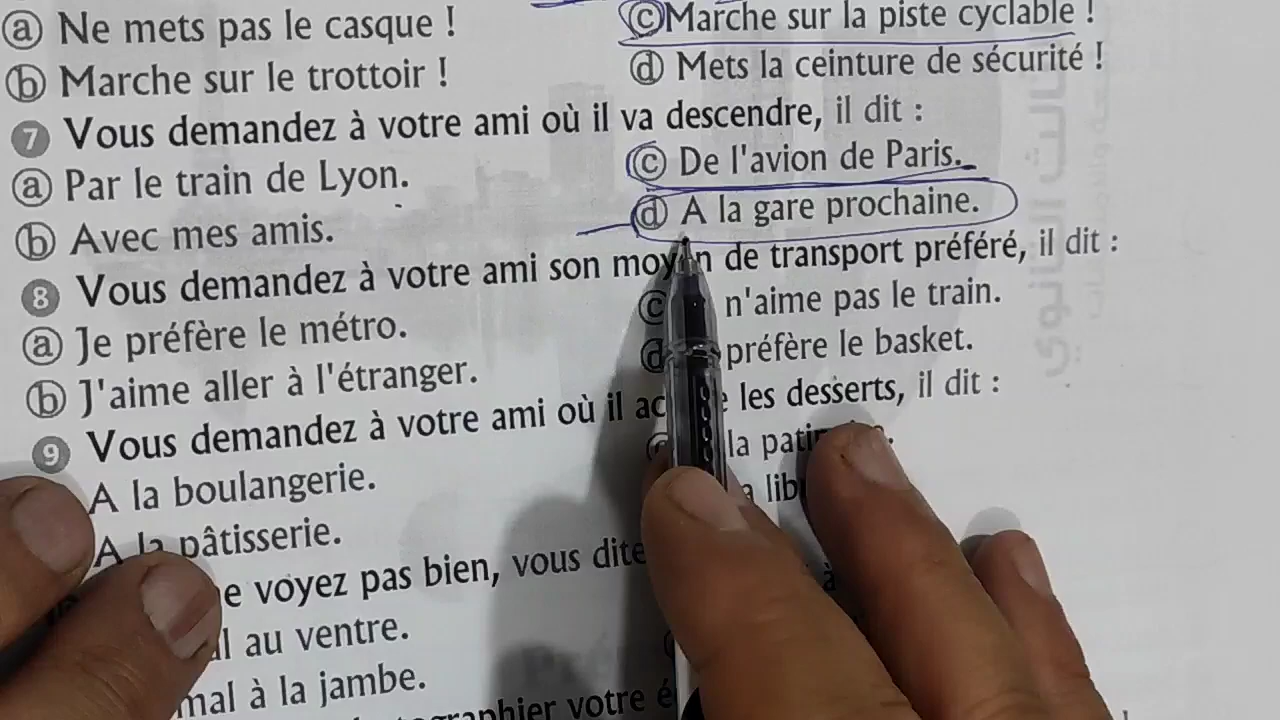 ⓐ Ne mets pas le casque !
ⓒ Marche sur la piste cyclable !
ⓑ Marche sur le trottoir !
ⓓ Mets la ceinture de sécurité !
7 Vous demandez à votre ami où il va descendre, il dit :
ⓐ Par le train de Lyon.
ⓒ De l'avion de Paris.
ⓑ Avec mes amis.
ⓓ A la gare prochaine.
8 Vous demandez à votre ami son moyen de transport préféré, il dit :
ⓐ Je préfère le métro.
ⓒ n'aime pas le train.
ⓑ J'aime aller à l'étranger.
ⓓ préfère le basket.
9 Vous demandez à votre ami où il les desserts, il dit :
A la boulangerie.
la
A la pâtisserie.
voyez pas bien, vous
à
au ventre.
mal à la jambe.
votre
الثالث الثانوي